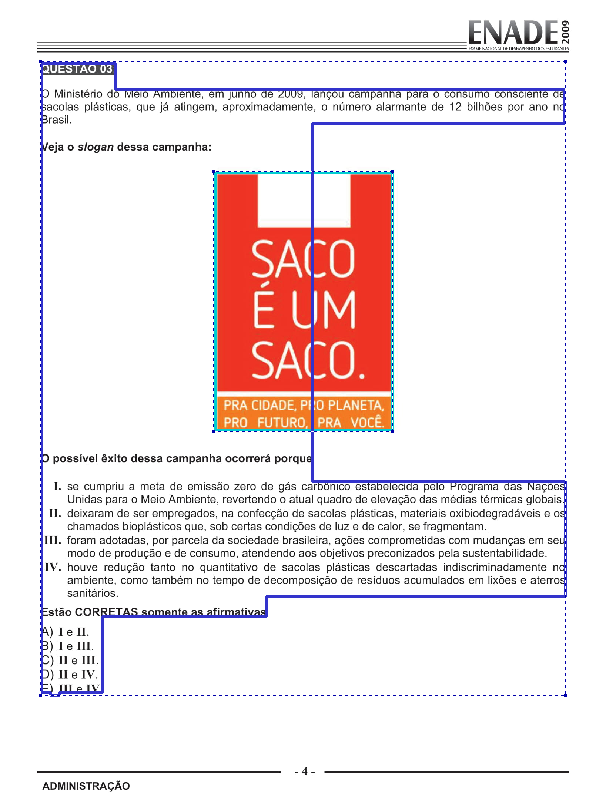 ENADE 2009
EXAME NACIONAL DE DESEMPENHO DOS ESTUDANTES
QUESTÃO 03
O Ministério do Meio Ambiente, em junho de 2009, lançou campanha para o consumo consciente de
sacolas plásticas, que já atingem, aproximadamente, o número alarmante de 12 bilhões por ano no
Brasil.
Veja o slogan dessa campanha:
SACO
É UM
SACO.
PRA CIDADE, PRO PLANETA,
PRO FUTURO, PRA VOCÊ.
O possível êxito dessa campanha ocorrerá porque
I. se cumpriu a meta de emissão zero de gás carbônico estabelecida pelo Programa das Nações
Unidas para o Meio Ambiente, revertendo o atual quadro de elevação das médias térmicas globais.
II. deixaram de ser empregados, na confecção de sacolas plásticas, materiais oxibiodegradáveis e os
chamados bioplásticos que, sob certas condições de luz e de calor, se fragmentam.
III. foram adotadas, por parcela da sociedade brasileira, ações comprometidas com mudanças em seu
modo de produção e de consumo, atendendo aos objetivos preconizados pela sustentabilidade.
IV. houve redução tanto no quantitativo de sacolas plásticas descartadas indiscriminadamente no
ambiente, como também no tempo de decomposição de resíduos acumulados em lixões e aterros
sanitários.
Estão CORRETAS somente as afirmativas
A) I e II.
B) I e III.
C) II e III.
D) II e IV.
E) III e IV
- 4 -
ADMINISTRAÇÃO